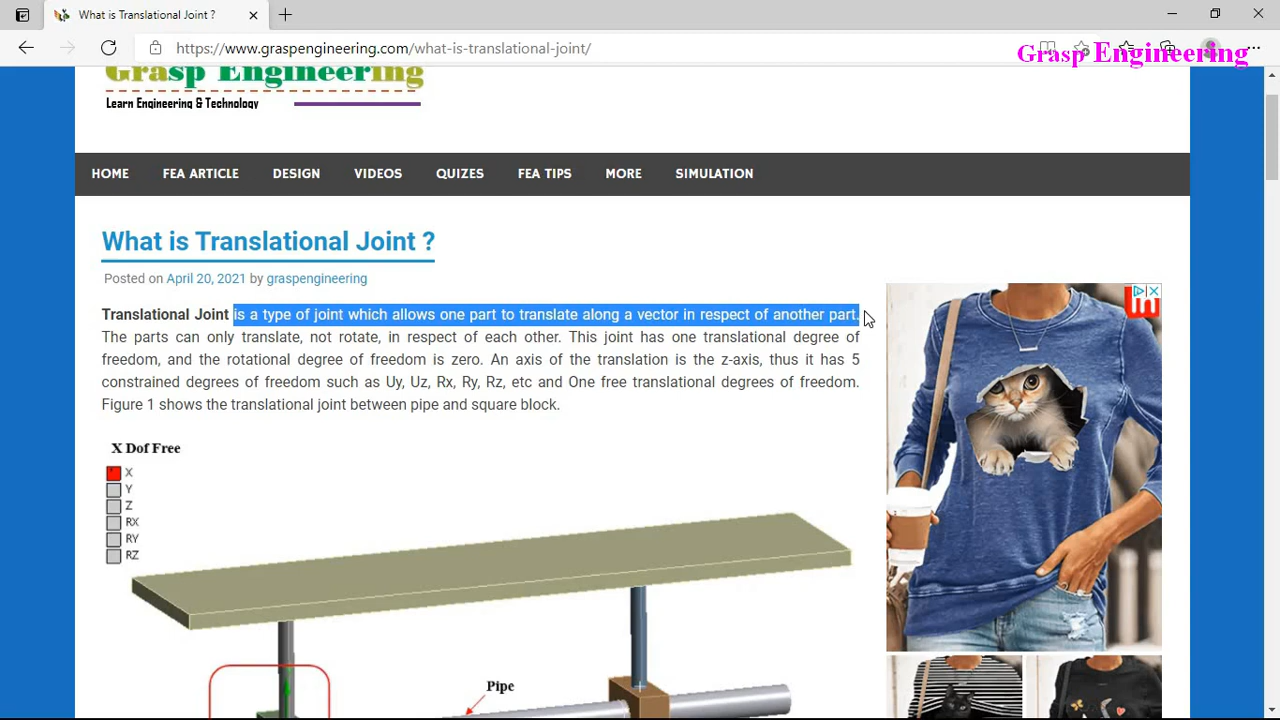 What is Translational Joint ?
https://www.graspengineering.com/what-is-translational-joint/
Grasp Engineering
Grasp Engineering
Learn Engineering & Technology
HOME FEA ARTICLE DESIGN VIDEOS QUIZES FEA TIPS MORE SIMULATION
What is Translational Joint ?
Posted on April 20, 2021 by graspengineering
Translational Joint is a type of joint which allows one part to translate along a vector in respect of another part.
The parts can only translate, not rotate, in respect of each other. This joint has one translational degree of
freedom, and the rotational degree of freedom is zero. An axis of the translation is the z-axis, thus it has 5
constrained degrees of freedom such as Uy, Uz, Rx, Ry, Rz, etc and One free translational degrees of freedom.
Figure 1 shows the translational joint between pipe and square block.
X Dof Free
X
Y
Z
RX
RY
RZ
Pipe